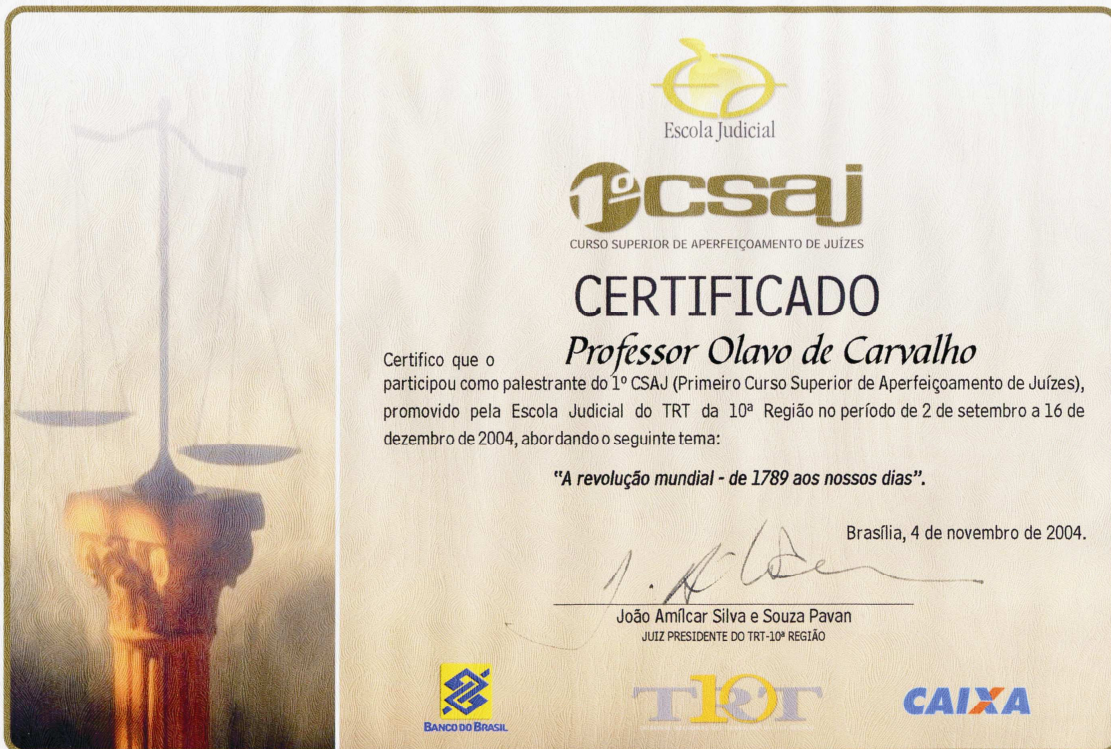 Escola Judicial
1º csaj
CURSO SUPERIOR DE APERFEIÇOAMENTO DE JUÍZES
CERTIFICADO
Certifico que o Professor Olavo de Carvalho
participou como palestrante do 1º CSAJ (Primeiro Curso Superior de Aperfeiçoamento de Juízes),
promovido pela Escola Judicial do TRT da 10ª Região no período de 2 de setembro a 16 de
dezembro de 2004, abordando o seguinte tema:
"A revolução mundial - de 1789 aos nossos dias".
Brasília, 4 de novembro de 2004.
João Amílcar Silva e Souza Pavan
JUIZ PRESIDENTE DO TRT-10ª REGIÃO
BANCO DO BRASIL
TRT 10
CAIXA